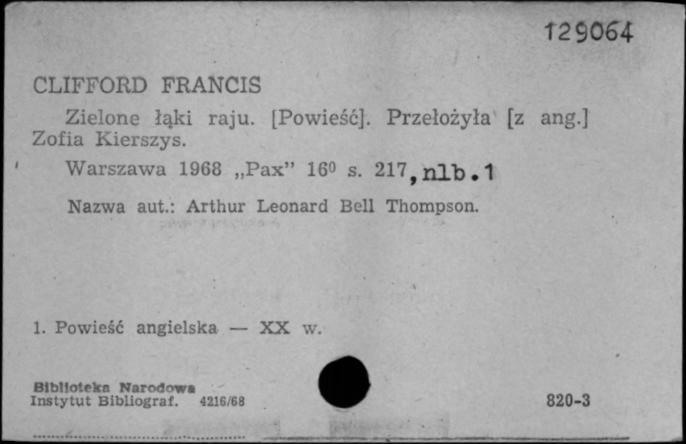 129064
CLIFFORD FRANCIS
Zielone łąki raju. [Powieść]. Przełożyła [z ang.]
Zofia Kierszys.
Warszawa 1968 „Pax” 16⁰ s. 217, nlb. 1
Nazwa aut.: Arthur Leonard Bell Thompson.
1. Powieść angielska — XX w.
Biblioteka Narodowa
Instytut Bibliograf. 4216/68
820-3